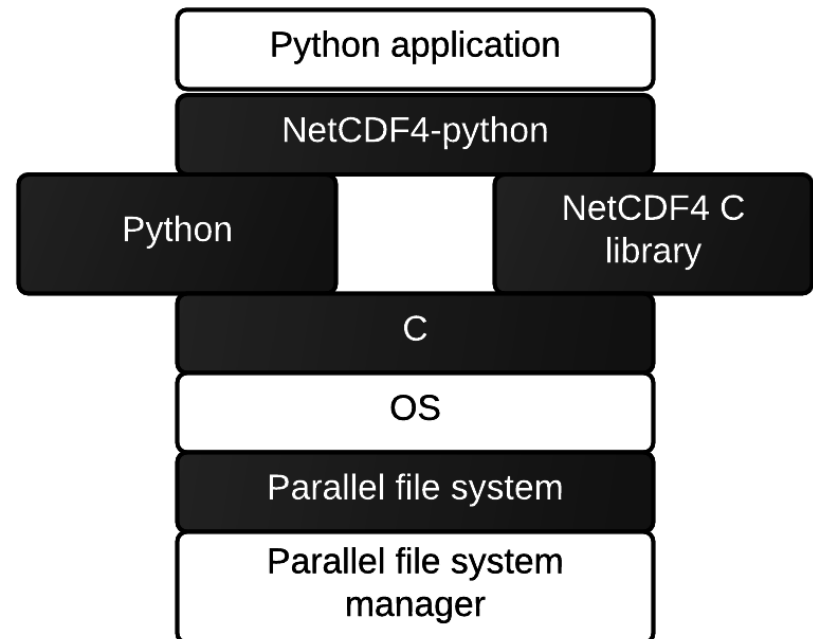 Python application
NetCDF4-python
Python
NetCDF4 C
library
C
OS
Parallel file system
Parallel file system
manager